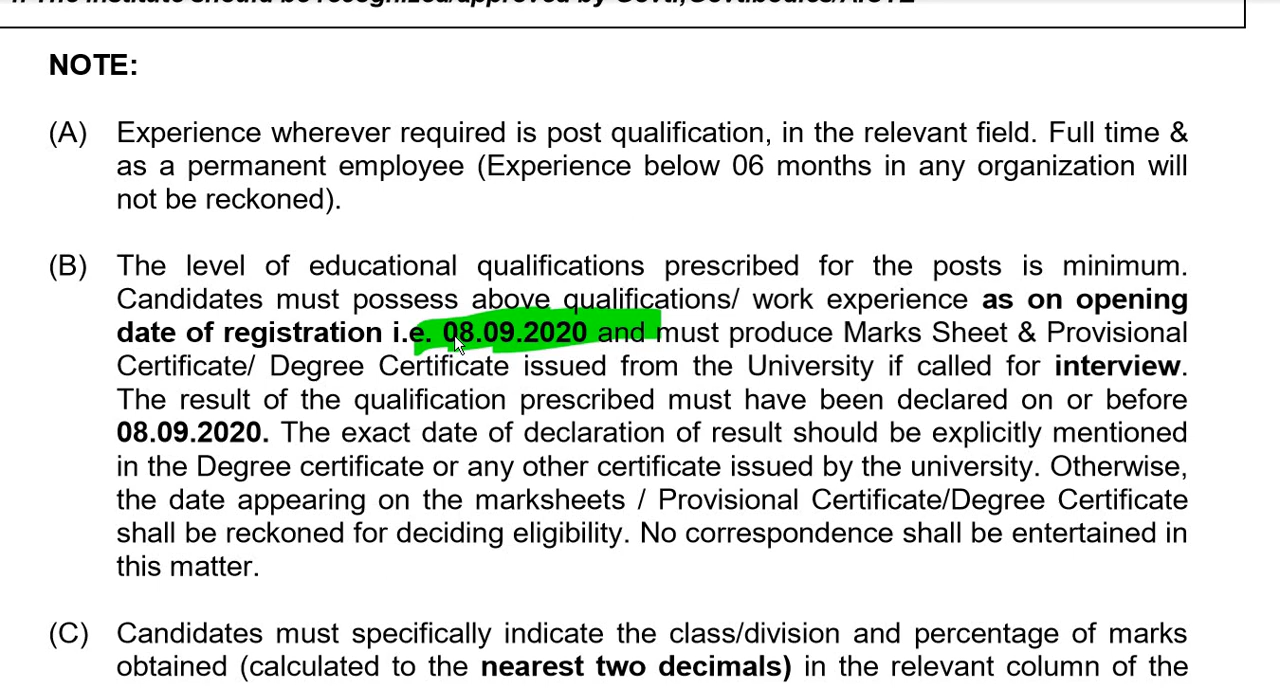 NOTE:
(A) Experience wherever required is post qualification, in the relevant field. Full time &
as a permanent employee (Experience below 06 months in any organization will
not be reckoned).
(B) The level of educational qualifications prescribed for the posts is minimum.
Candidates must possess above qualifications/ work experience as on opening
date of registration i.e. 08.09.2020 and must produce Marks Sheet & Provisional
Certificate/ Degree Certificate issued from the University if called for interview.
The result of the qualification prescribed must have been declared on or before
08.09.2020. The exact date of declaration of result should be explicitly mentioned
in the Degree certificate or any other certificate issued by the university. Otherwise,
the date appearing on the marksheets / Provisional Certificate/Degree Certificate
shall be reckoned for deciding eligibility. No correspondence shall be entertained in
this matter.
(C) Candidates must specifically indicate the class/division and percentage of marks
obtained (calculated to the nearest two decimals) in the relevant column of the